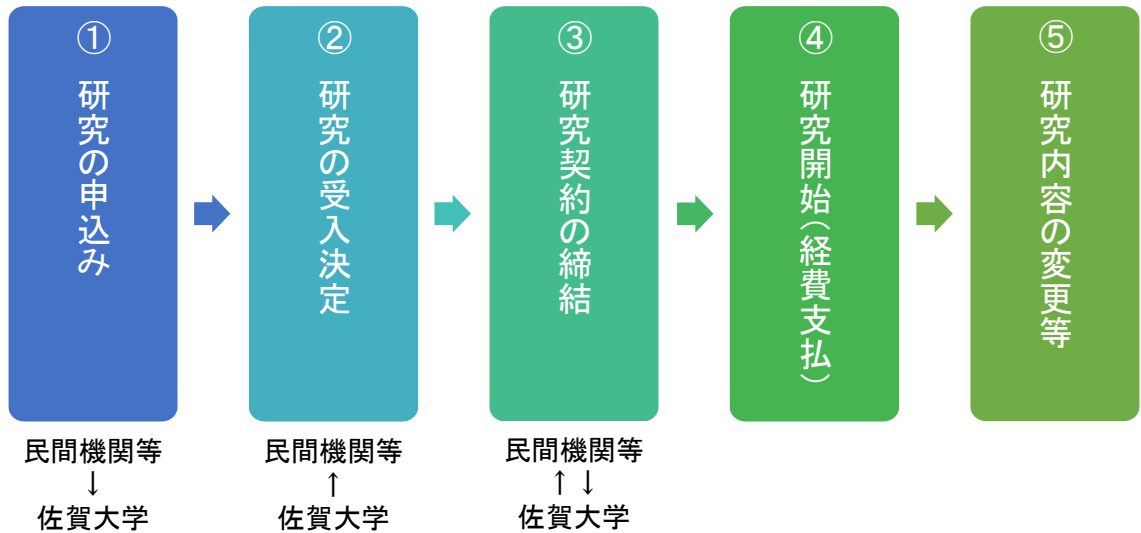 ①
研究の申込み
②
研究の受入決定
③
研究契約の締結
④
研究開始（経費支払）
⑤
研究内容の変更等
民間機関等
↓
佐賀大学
民間機関等
↑
佐賀大学
民間機関等
↑↓
佐賀大学